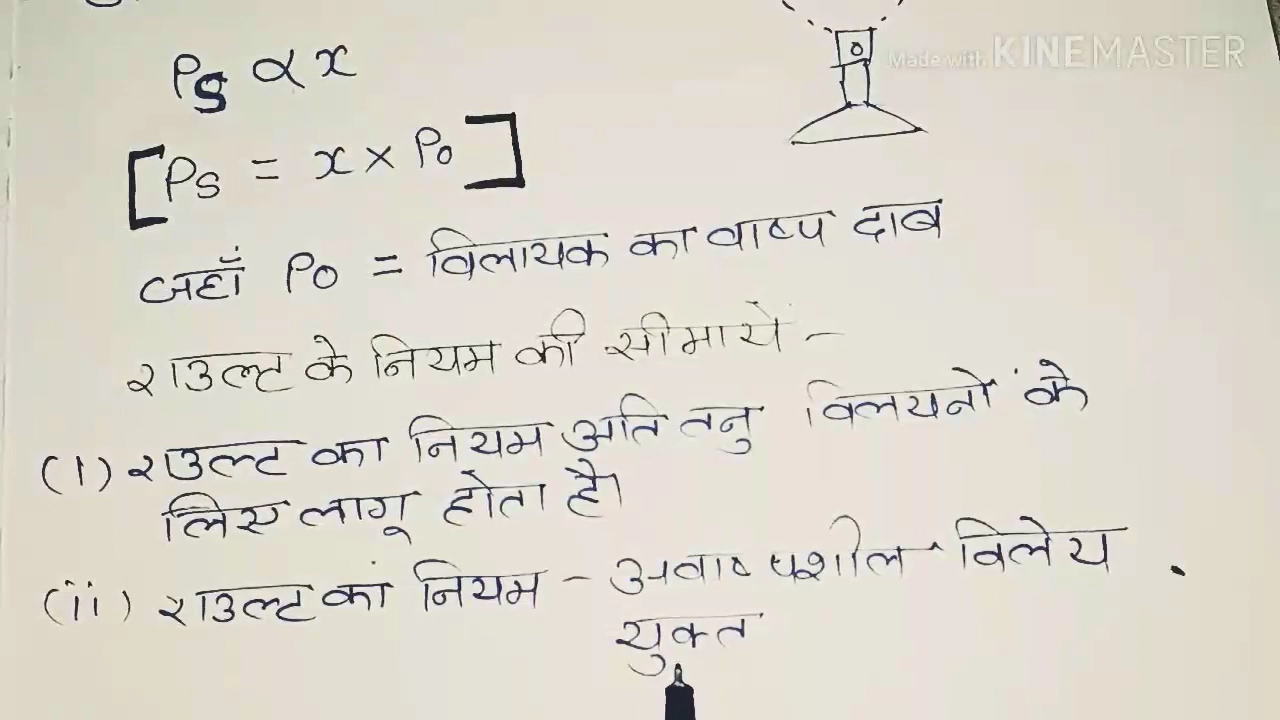 Ps ∝ x
Made with KINEMASTER
[Ps = x × Po]
जहाँ Po = विलायक का वाष्प दाब
राउल्ट के नियम की सीमायें -
(i) राउल्ट का नियम अति तनु विलयनों के
लिए लागू होता है।
(ii) राउल्ट का नियम - अवाष्पशील विलेय
युक्त